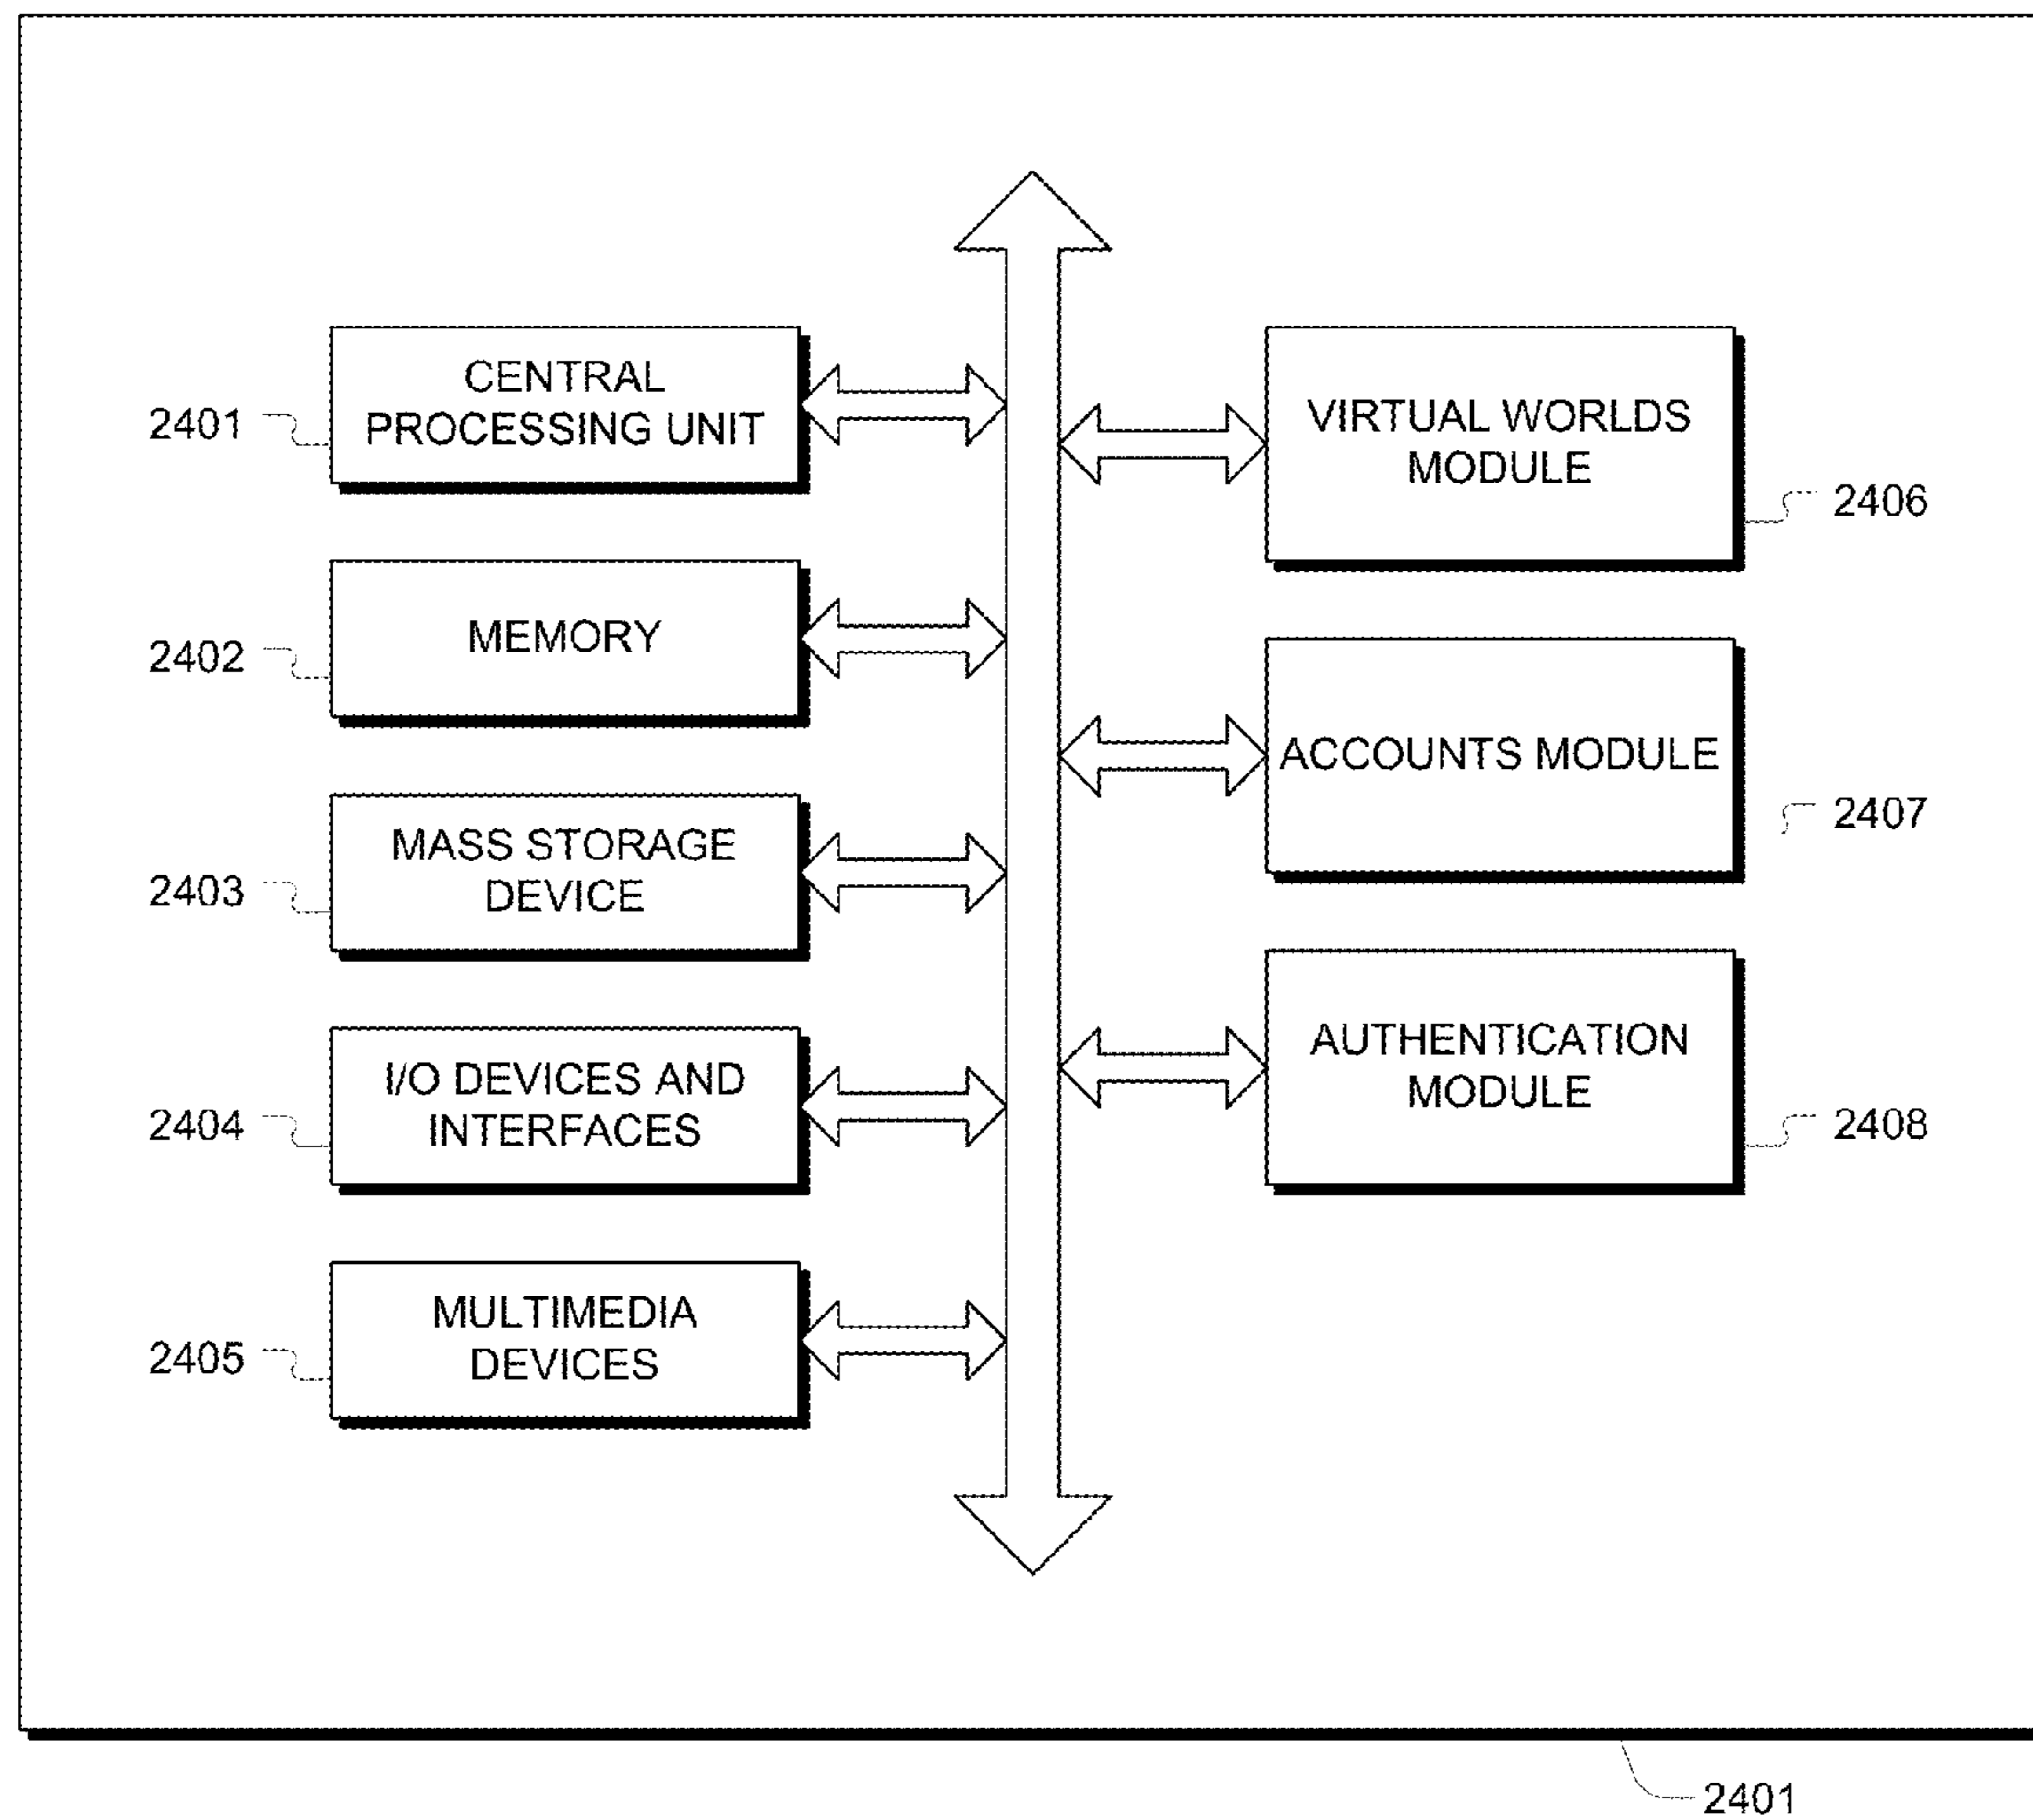 CENTRAL
PROCESSING UNIT
2401
MEMORY
2402
MASS STORAGE
DEVICE
2403
I/O DEVICES AND
INTERFACES
2404
MULTIMEDIA
DEVICES
2405
VIRTUAL WORLDS
MODULE
2406
ACCOUNTS MODULE
2407
AUTHENTICATION
MODULE
2408
2401